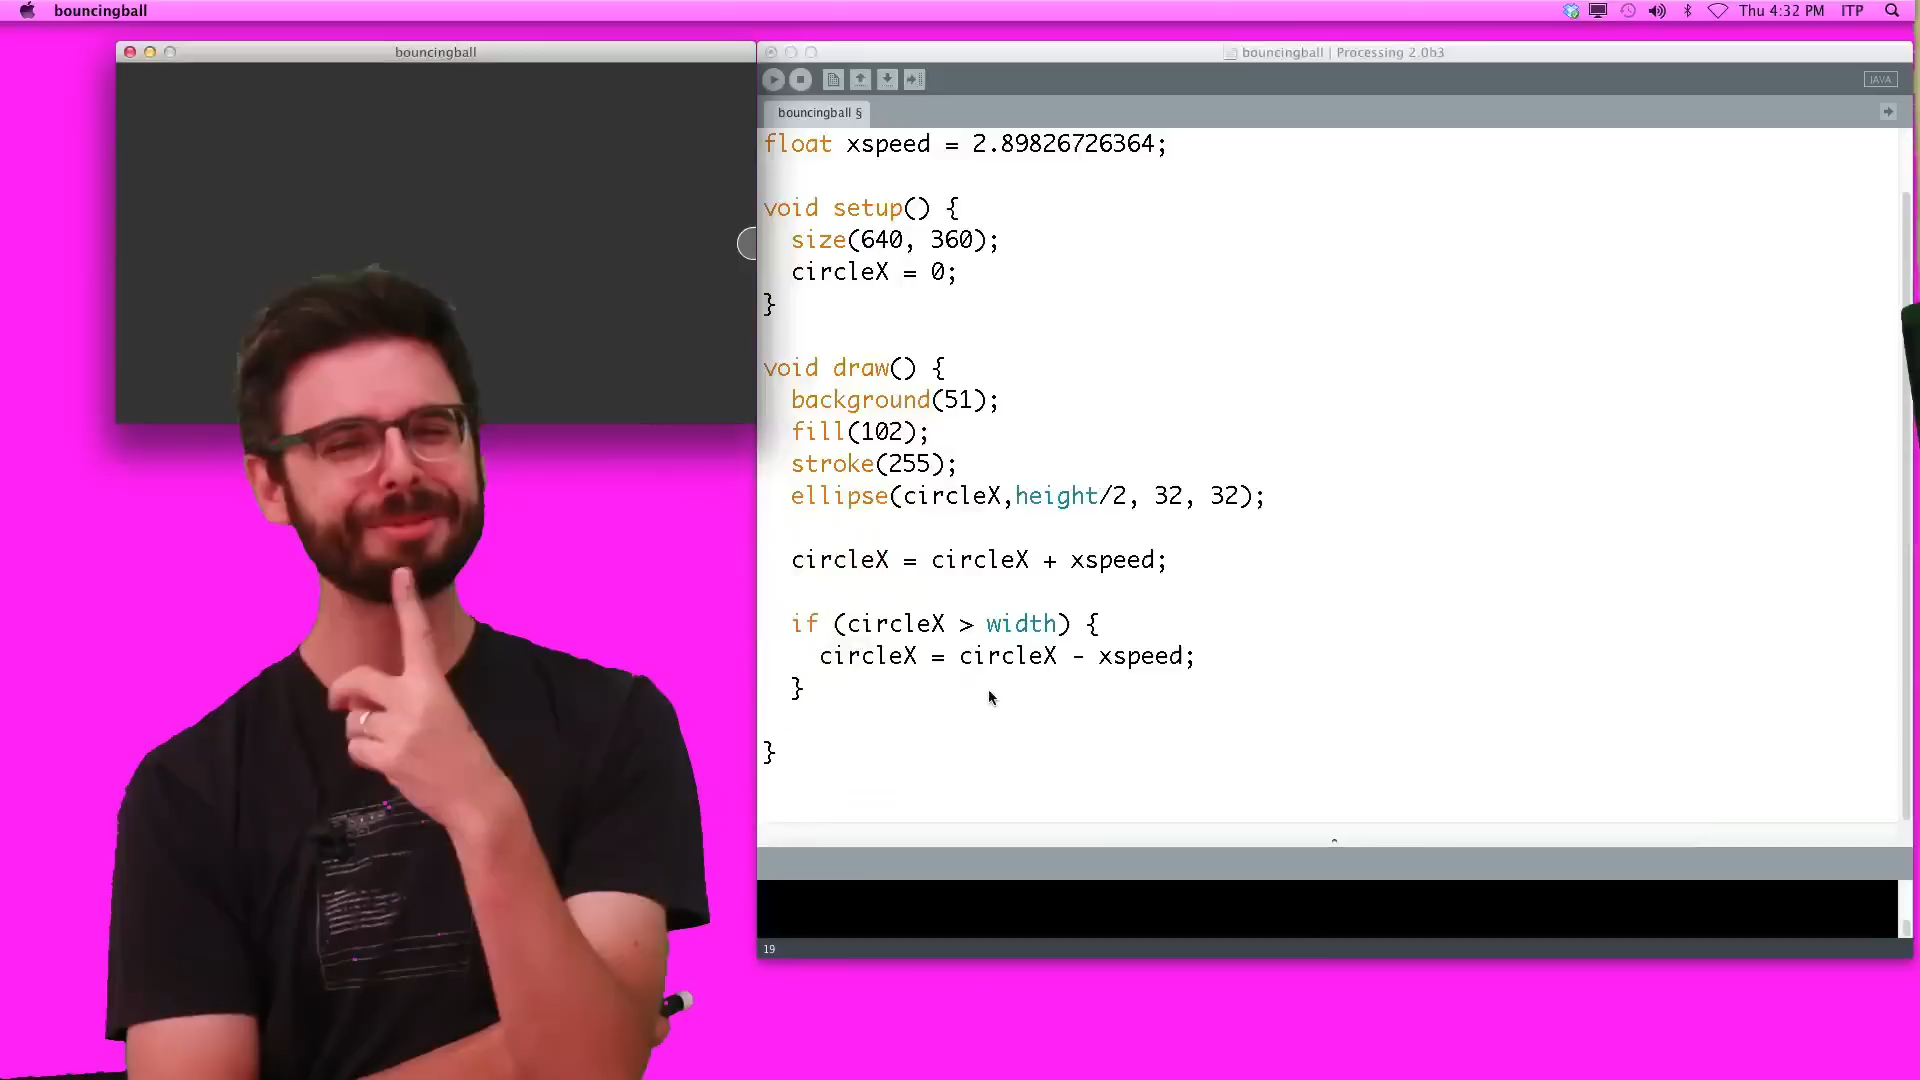 bouncingball
Thu 4:32 PM ITP
bouncingball
bouncingball | Processing 2.0b3
JAVA
bouncingball §
float xspeed = 2.89826726364;
void setup() {
size(640, 360);
circleX = 0;
}
void draw() {
background(51);
fill(102);
stroke(255);
ellipse(circleX,height/2, 32, 32);
circleX = circleX + xspeed;
if (circleX > width) {
circleX = circleX - xspeed;
}
}
19